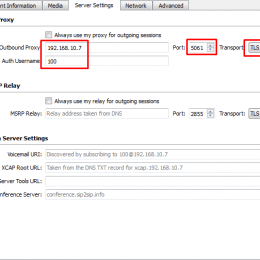 nt Information Media Server Settings Network Advanced
roxy
Always use my proxy for outgoing sessions
Outbound Proxy: 192.168.10.7 Port: 5061 Transport: TLS
Auth Username: 100
P Relay
Always use my relay for outgoing sessions
MSRP Relay: Relay address taken from DNS Port: 2855 Transport: TLS
Server Settings
Voicemail URI: Discovered by subscribing to 100@192.168.10.7
XCAP Root URL: Taken from the DNS TXT record for xcap.192.168.10.7
Server Tools URL:
onference Server: conference.sip2sip.info